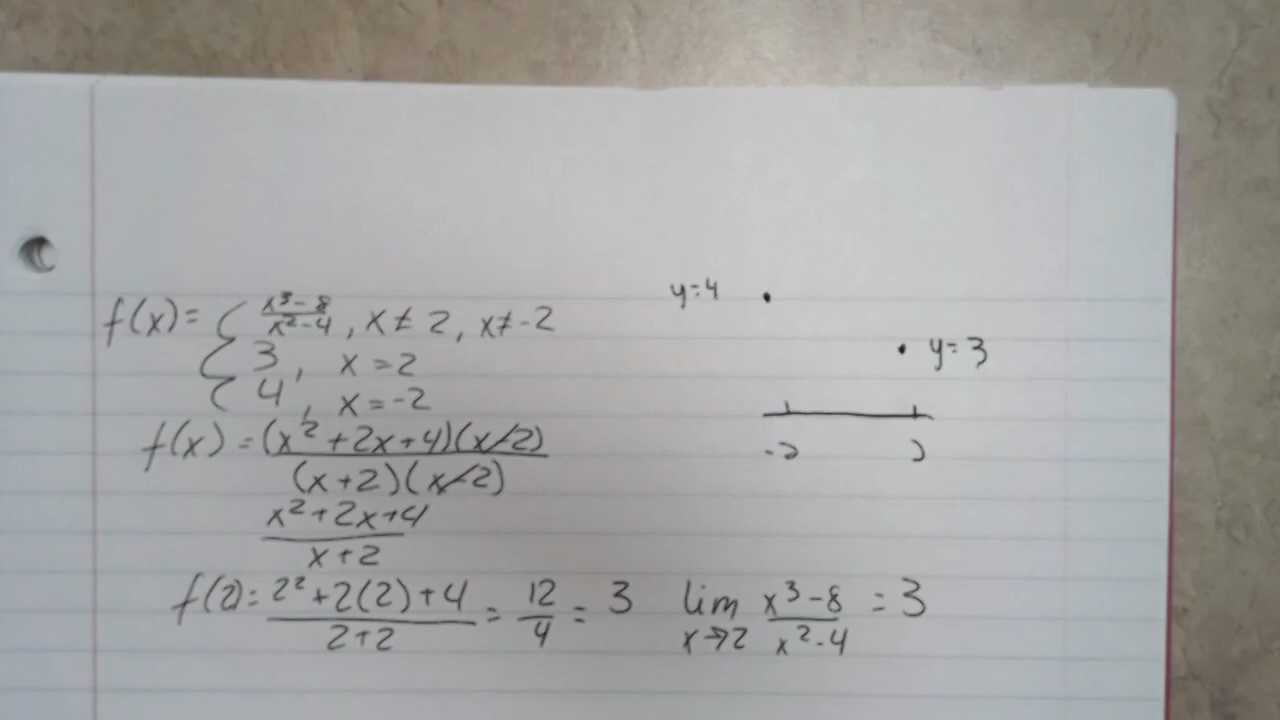 f(x) = { x³-8/x²-4, x≠2, x≠-2
{ 3, x=2
{ 4, x=-2
f(x) = (x²+2x+4)(x-2)
(x+2)(x-2)
x²+2x+4
x+2
f(2) = 2²+2(2)+4/2+2 = 12/4 = 3
lim x→2 x³-8/x²-4 = 3
y=4
y=3
-2 2